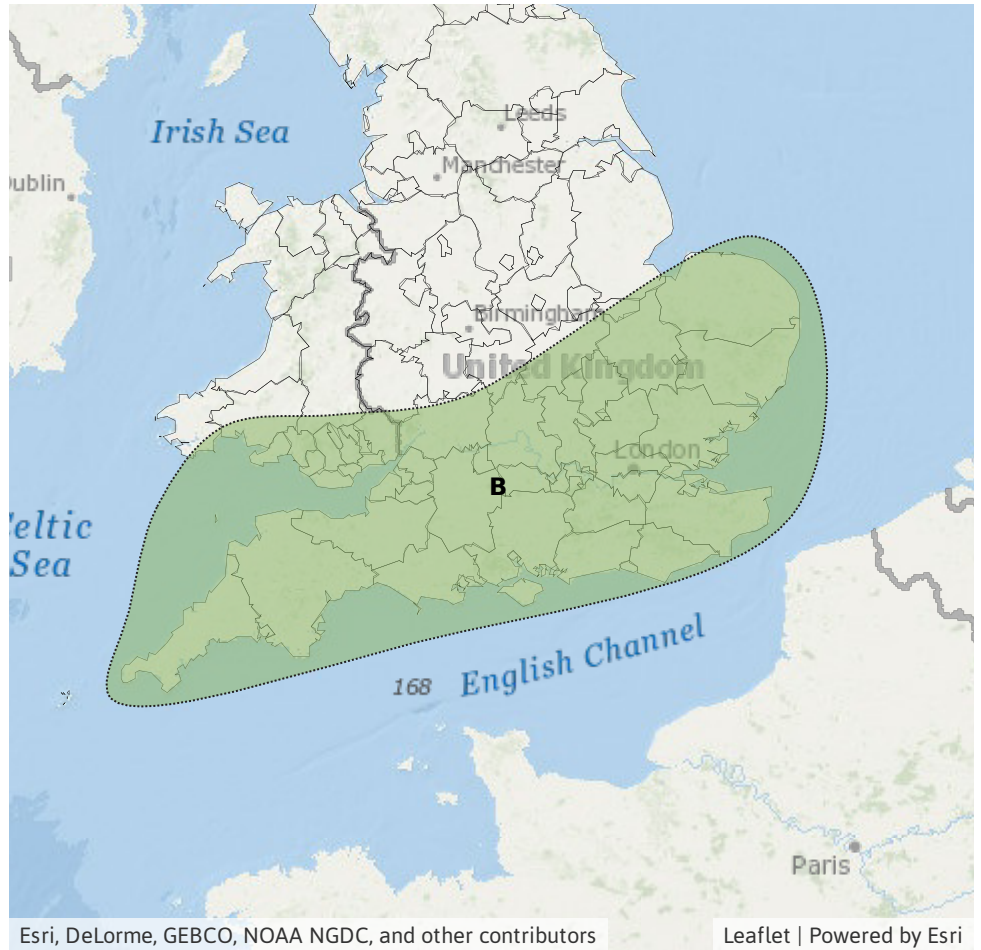 Leeds
Irish Sea
Manchester
ublin
Birmingham
United Kingdom
London
B
eltic
Sea
English Channel
168
Paris
Esri, DeLorme, GEBCO, NOAA NGDC, and other contributors
Leaflet | Powered by Esri